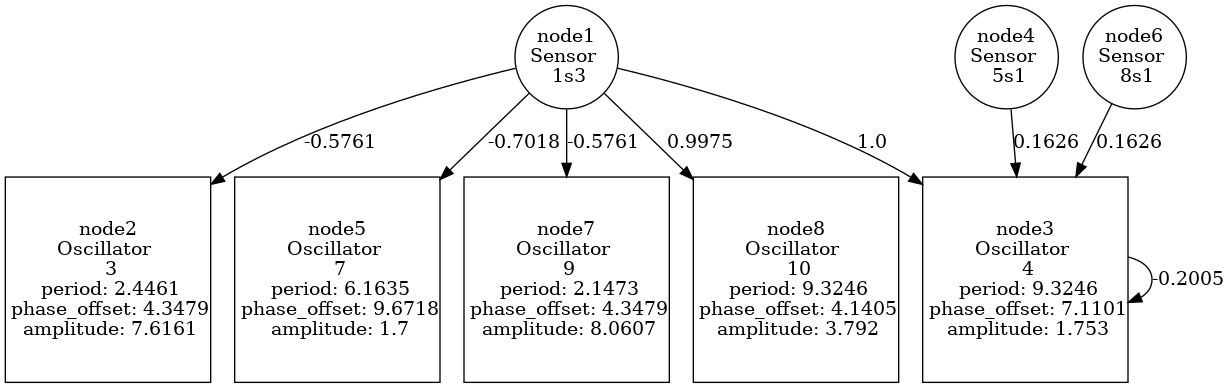 node1
Sensor
1s3
node4
Sensor
5s1
node6
Sensor
8s1
-0.5761
-0.7018
-0.5761
0.9975
1.0
0.1626
0.1626
node2
Oscillator
3
period: 2.4461
phase_offset: 4.3479
amplitude: 7.6161
node5
Oscillator
7
period: 6.1635
phase_offset: 9.6718
amplitude: 1.7
node7
Oscillator
9
period: 2.1473
phase_offset: 4.3479
amplitude: 8.0607
node8
Oscillator
10
period: 9.3246
phase_offset: 4.1405
amplitude: 3.792
node3
Oscillator
4
period: 9.3246
phase_offset: 7.1101
amplitude: 1.753
-0.2005